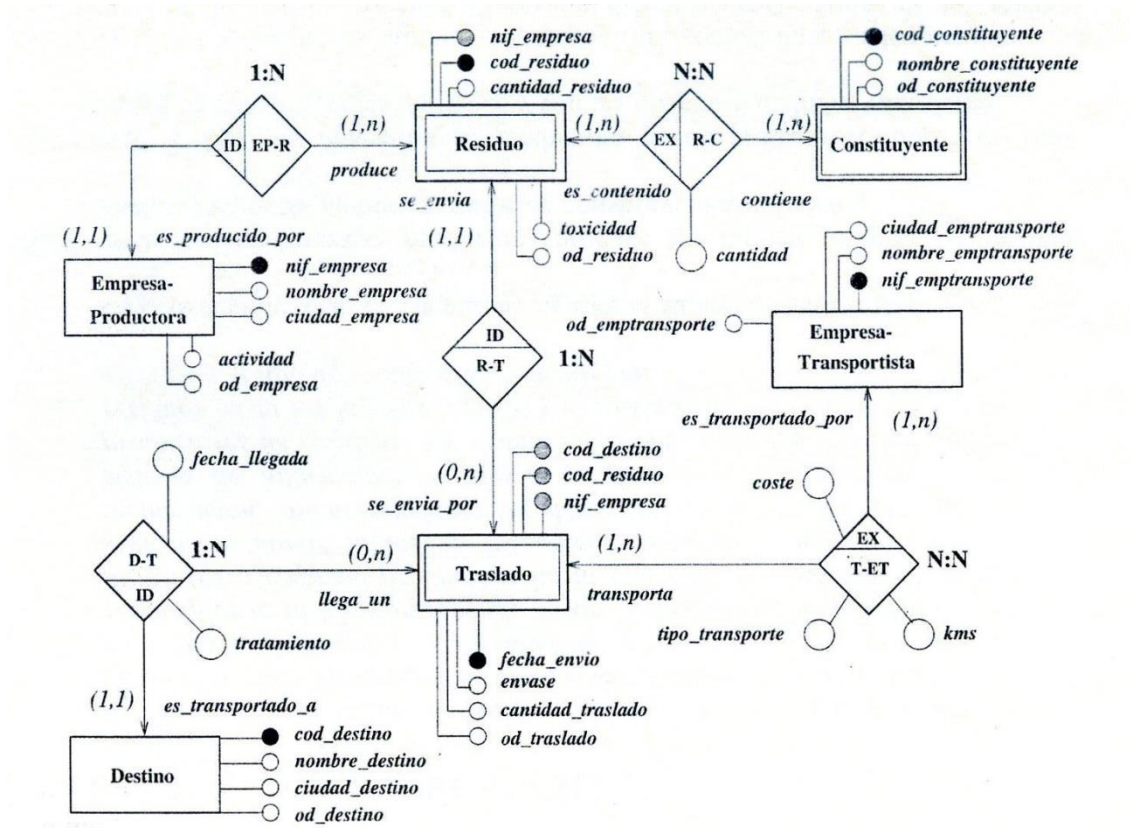 nif_empresa
cod_residuo
cantidad_residuo
1:N
(1,n)
ID EP-R
produce
Residuo
(1,n)
N:N
EX R-C
(1,n)
cod_constituyente
nombre_constituyente
od_constituyente
Constituyente
se_envia
es_contenido
contiene
(1,1)
es_producido_por
(1,1)
toxicidad
od_residuo
cantidad
Empresa-
Productora
nif_empresa
nombre_empresa
ciudad_empresa
actividad
od_empresa
ciudad_emptransporte
nombre_emptransporte
nif_emptransporte
od_emptransporte
Empresa-
Transportista
ID
R-T
1:N
es_transportado_por
(1,n)
fecha_llegada
(0,n)
se_envia_por
cod_destino
cod_residuo
nif_empresa
coste
D-T
ID
1:N
(0,n)
llega_un
Traslado
(1,n)
transporta
EX
T-ET
N:N
tratamiento
tipo_transporte
kms
fecha_envio
envase
cantidad_traslado
od_traslado
(1,1)
es_transportado_a
Destino
cod_destino
nombre_destino
ciudad_destino
od_destino